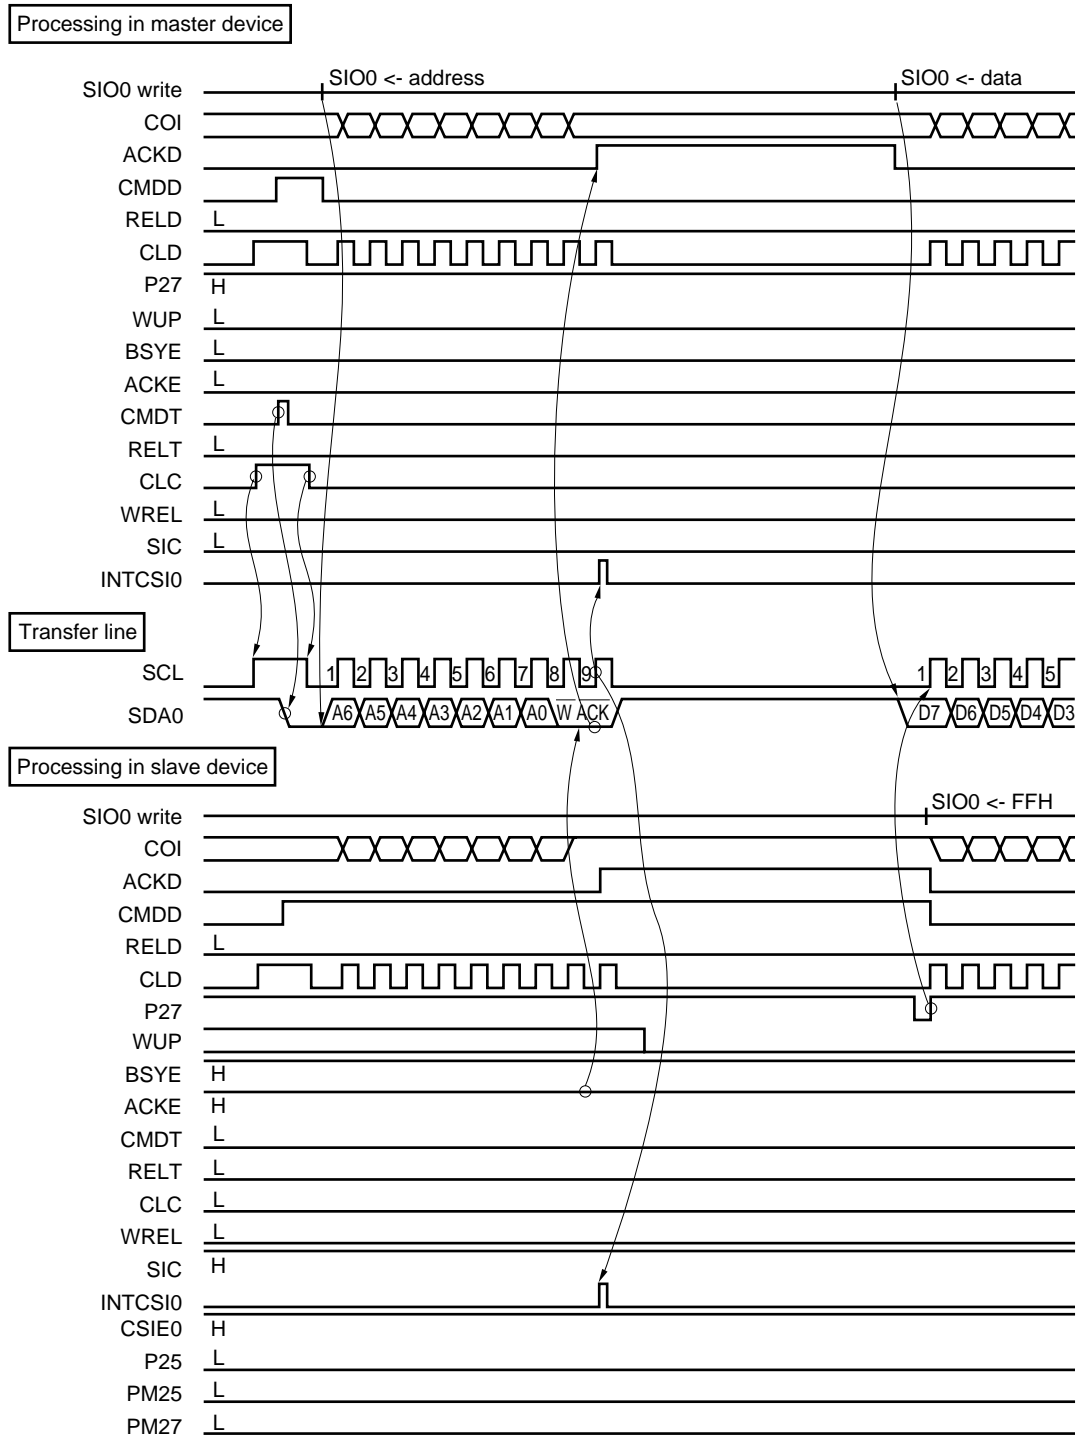 Processing in master device
SIO0 write SIO0 <- address SIO0 <- data
COI
ACKD
CMDD
RELD L
CLD
P27 H
WUP L
BSYE L
ACKE L
CMDT
RELT L
CLC
WREL L
SIC L
INTCSI0
Transfer line
SCL 1 2 3 4 5 6 7 8 9 1 2 3 4 5
SDA0 A6 A5 A4 A3 A2 A1 A0 W ACK D7 D6 D5 D4 D3
Processing in slave device
SIO0 write SIO0 <- FFH
COI
ACKD
CMDD
RELD L
CLD
P27
WUP
BSYE H
ACKE H
CMDT L
RELT L
CLC L
WREL L
SIC H
INTCSI0
CSIE0 H
P25 L
PM25 L
PM27 L